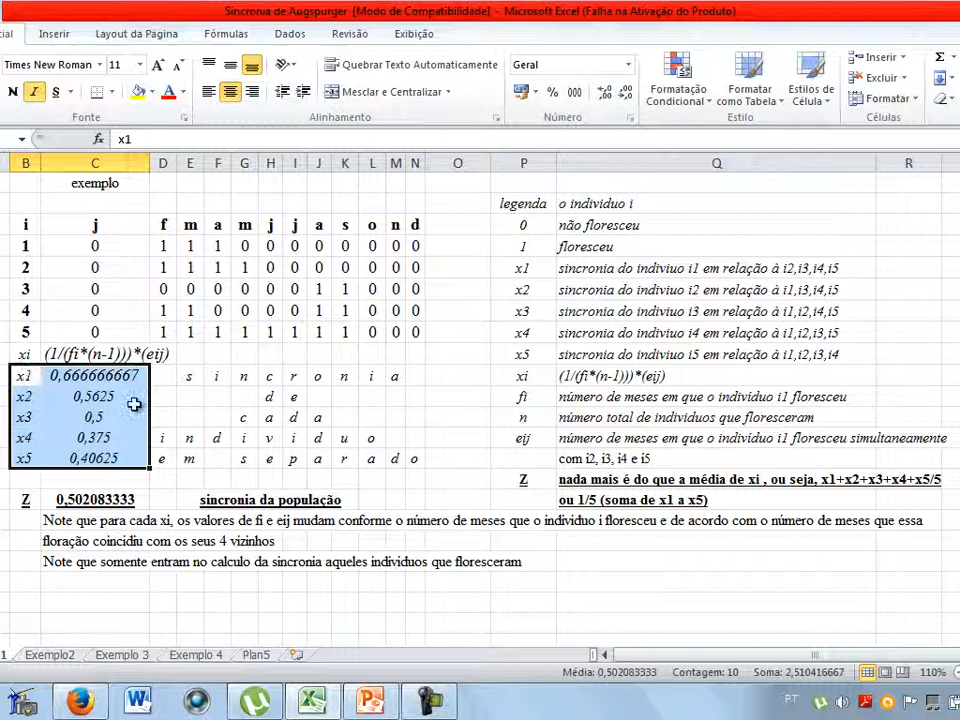 Sincronia de Augspurger [Modo de Compatibilidade] - Microsoft Excel (Falha na Ativação do Produto)
cial Inserir Layout da Página Fórmulas Dados Revisão Exibição
Times New Roman 11 A A Quebrar Texto Automaticamente Geral Inserir Σ
N I S A Mesclar e Centralizar % 000 Formatação Condicional Formatar como Tabela Estilos de Célula Excluir
Formatar
Fonte Alinhamento Número Estilo Células
fx x1
B C D E F G H I J K L M N O P Q R
exemplo legenda o individuo i
i j f m a m j j a s o n d 0 não floresceu
1 0 1 1 1 0 0 0 0 0 0 0 0 1 floresceu
2 0 1 1 1 1 0 0 0 0 0 0 0 x1 sincronia do indiviuo i1 em relação à i2,i3,i4,i5
3 0 0 0 0 0 0 0 1 1 0 0 0 x2 sincronia do indiviuo i2 em relação à i1,i3,i4,i5
4 0 1 1 0 0 0 0 1 1 0 0 0 x3 sincronia do indiviuo i3 em relação à i1,i2,i4,i5
5 0 1 1 1 1 1 1 1 1 0 0 0 x4 sincronia do indiviuo i4 em relação à i1,i2,i3,i5
xi (1/(fi*(n-1)))*(eij) x5 sincronia do indiviuo i5 em relação à i1,i2,i3,i4
x1 0,666666667 s i n c r o n i a xi (1/(fi*(n-1)))*(eij)
x2 0,5625 d e fi número de meses em que o indivíduo i1 floresceu
x3 0,5 c a d a n número total de individuos que floresceram
x4 0,375 i n d i v i d u o eij número de meses em que o indivíduo i1 floresceu simultaneamente
x5 0,40625 e m s e p a r a d o com i2, i3, i4 e i5
Z nada mais é do que a média de xi , ou seja, x1+x2+x3+x4+x5/5
Z 0,502083333 sincronia da população ou 1/5 (soma de x1 a x5)
Note que para cada xi, os valores de fi e eij mudam conforme o número de meses que o individuo i floresceu e de acordo com o número de meses que essa
floração coincidiu com os seus 4 vizinhos
Note que somente entram no calculo da sincronia aqueles individuos que floresceram
1 Exemplo2 Exemplo 3 Exemplo 4 Plan5
Média: 0,502083333 Contagem: 10 Soma: 2,510416667 110%
PT